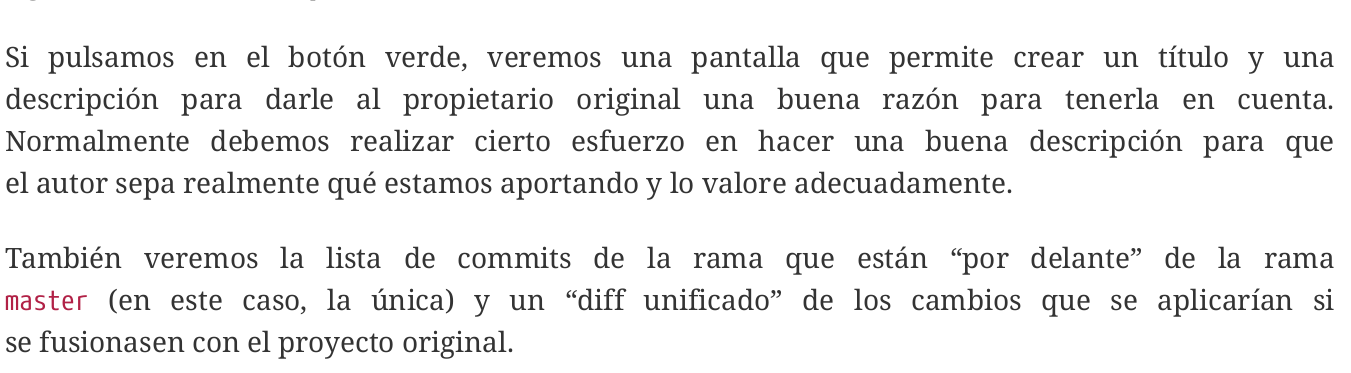 Si pulsamos en el botón verde, veremos una pantalla que permite crear un título y una
descripción para darle al propietario original una buena razón para tenerla en cuenta.
Normalmente debemos realizar cierto esfuerzo en hacer una buena descripción para que
el autor sepa realmente qué estamos aportando y lo valore adecuadamente.
También veremos la lista de commits de la rama que están “por delante” de la rama
master (en este caso, la única) y un “diff unificado” de los cambios que se aplicarían si
se fusionasen con el proyecto original.